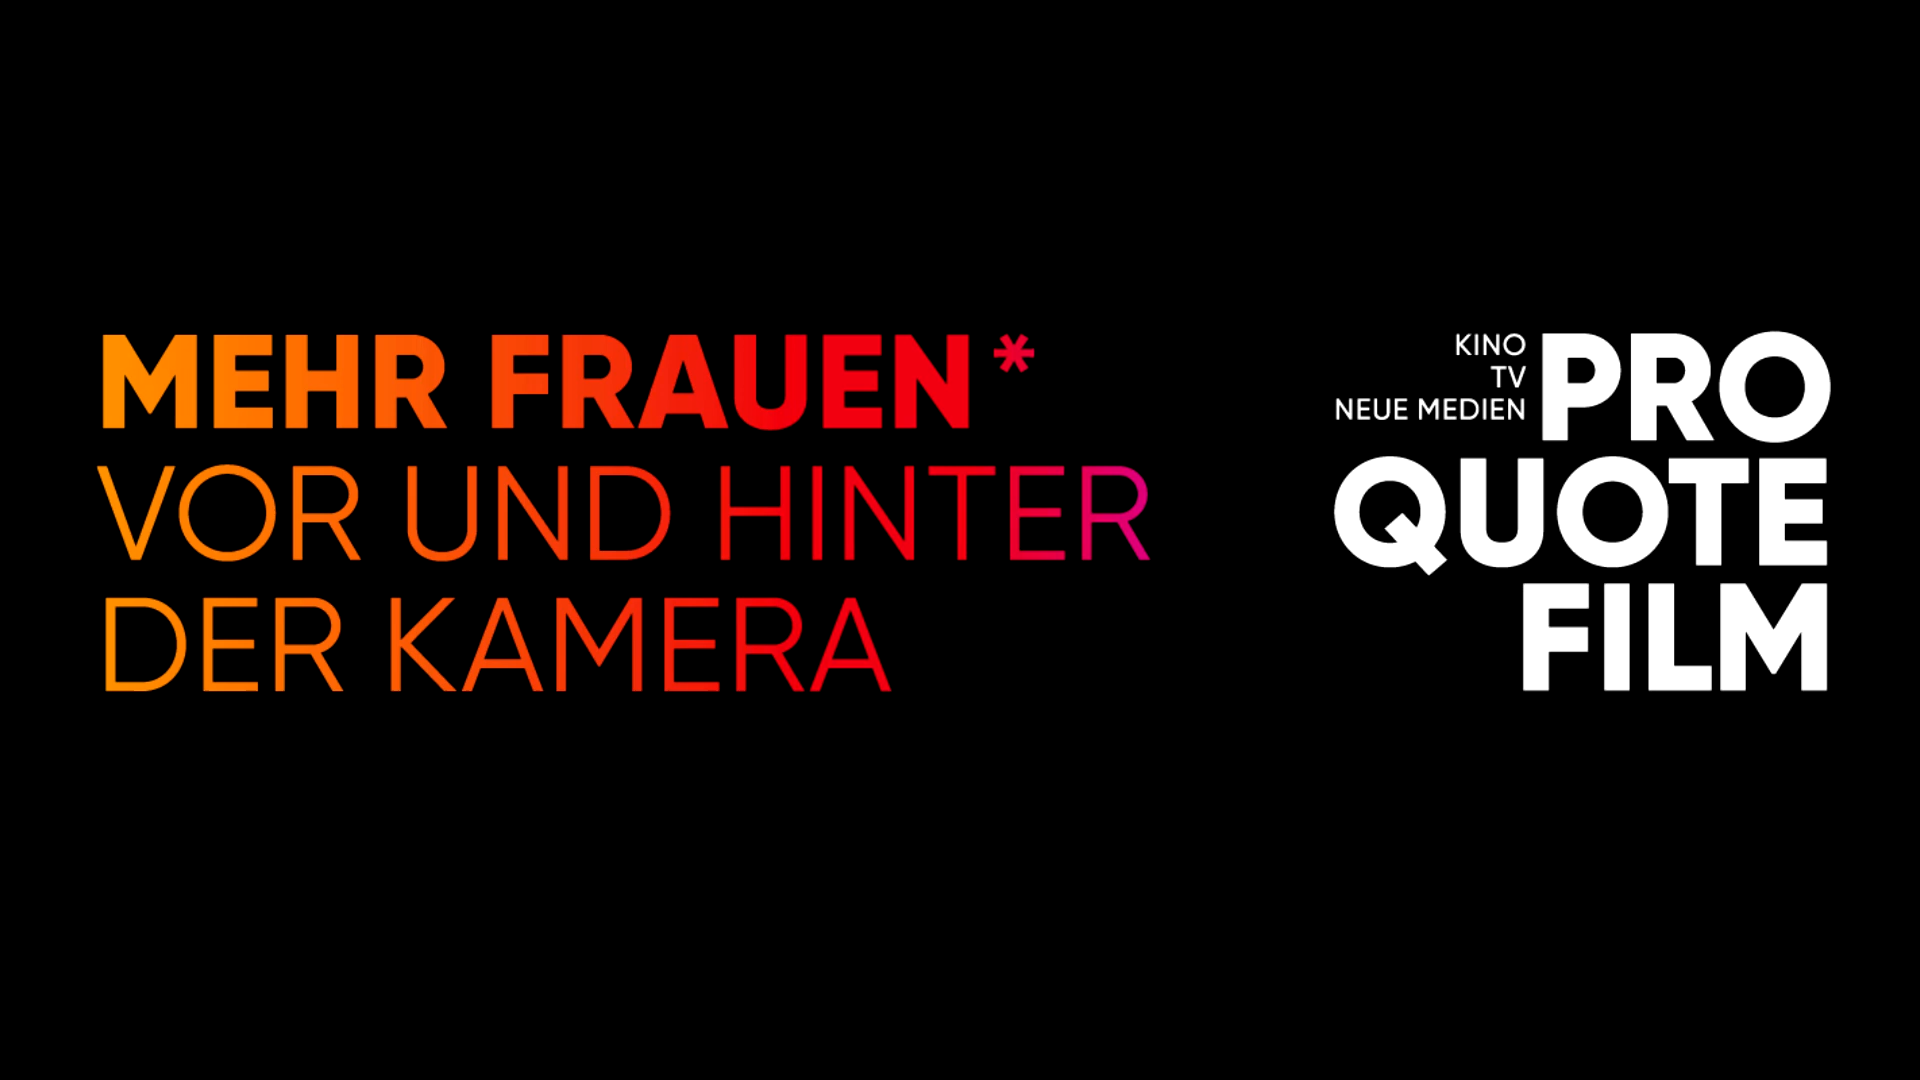 MEHR FRAUEN*
VOR UND HINTER
DER KAMERA
KINO
TV
NEUE MEDIEN
PRO
QUOTE
FILM